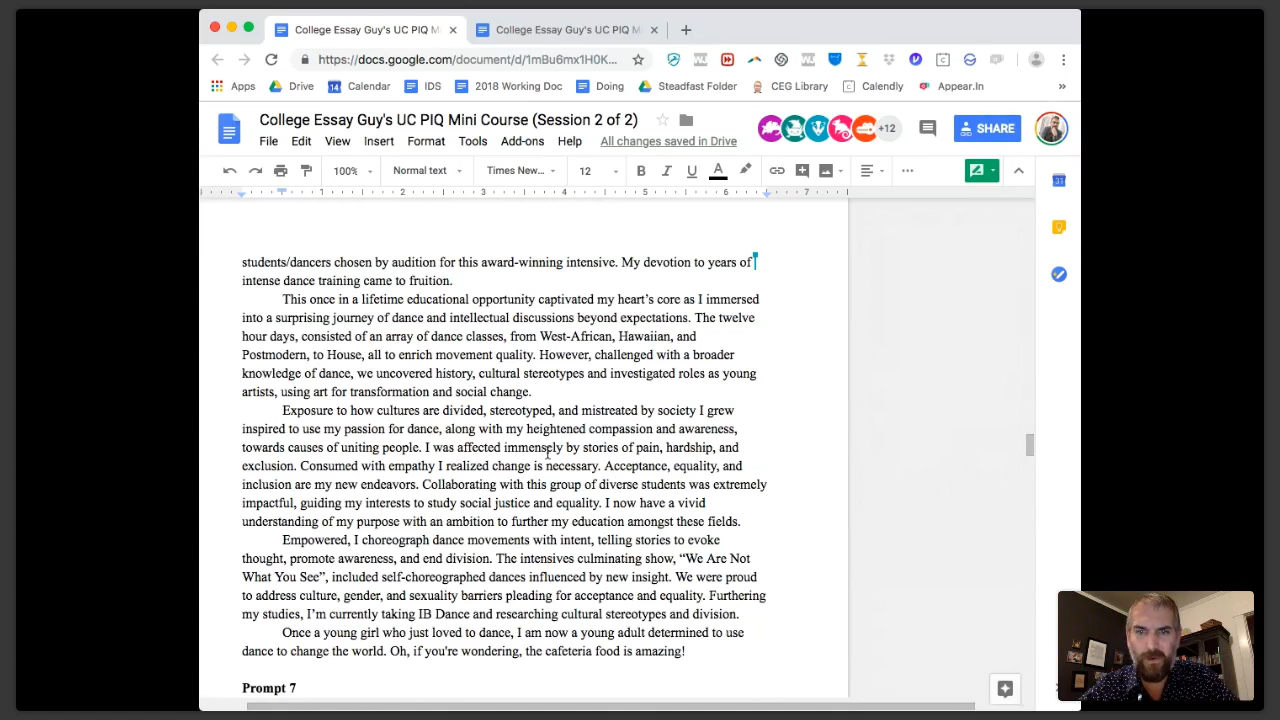 College Essay Guy's UC PIQ M
College Essay Guy's UC PIQ M
https://docs.google.com/document/d/1mBu6mx1H0K...
Apps Drive Calendar IDS 2018 Working Doc Doing Steadfast Folder CEG Library Calendly Appear.In »
College Essay Guy's UC PIQ Mini Course (Session 2 of 2)
+12
SHARE
File Edit View Insert Format Tools Add-ons Help All changes saved in Drive
100% Normal text Times New... 12 B I U A
1 2 3 4 5 6 7
31
students/dancers chosen by audition for this award-winning intensive. My devotion to years of
intense dance training came to fruition.
This once in a lifetime educational opportunity captivated my heart's core as I immersed
into a surprising journey of dance and intellectual discussions beyond expectations. The twelve
hour days, consisted of an array of dance classes, from West-African, Hawaiian, and
Postmodern, to House, all to enrich movement quality. However, challenged with a broader
knowledge of dance, we uncovered history, cultural stereotypes and investigated roles as young
artists, using art for transformation and social change.
Exposure to how cultures are divided, stereotyped, and mistreated by society I grew
inspired to use my passion for dance, along with my heightened compassion and awareness,
towards causes of uniting people. I was affected immensely by stories of pain, hardship, and
exclusion. Consumed with empathy I realized change is necessary. Acceptance, equality, and
inclusion are my new endeavors. Collaborating with this group of diverse students was extremely
impactful, guiding my interests to study social justice and equality. I now have a vivid
understanding of my purpose with an ambition to further my education amongst these fields.
Empowered, I choreograph dance movements with intent, telling stories to evoke
thought, promote awareness, and end division. The intensives culminating show, “We Are Not
What You See”, included self-choreographed dances influenced by new insight. We were proud
to address culture, gender, and sexuality barriers pleading for acceptance and equality. Furthering
my studies, I’m currently taking IB Dance and researching cultural stereotypes and division.
Once a young girl who just loved to dance, I am now a young adult determined to use
dance to change the world. Oh, if you're wondering, the cafeteria food is amazing!
Prompt 7